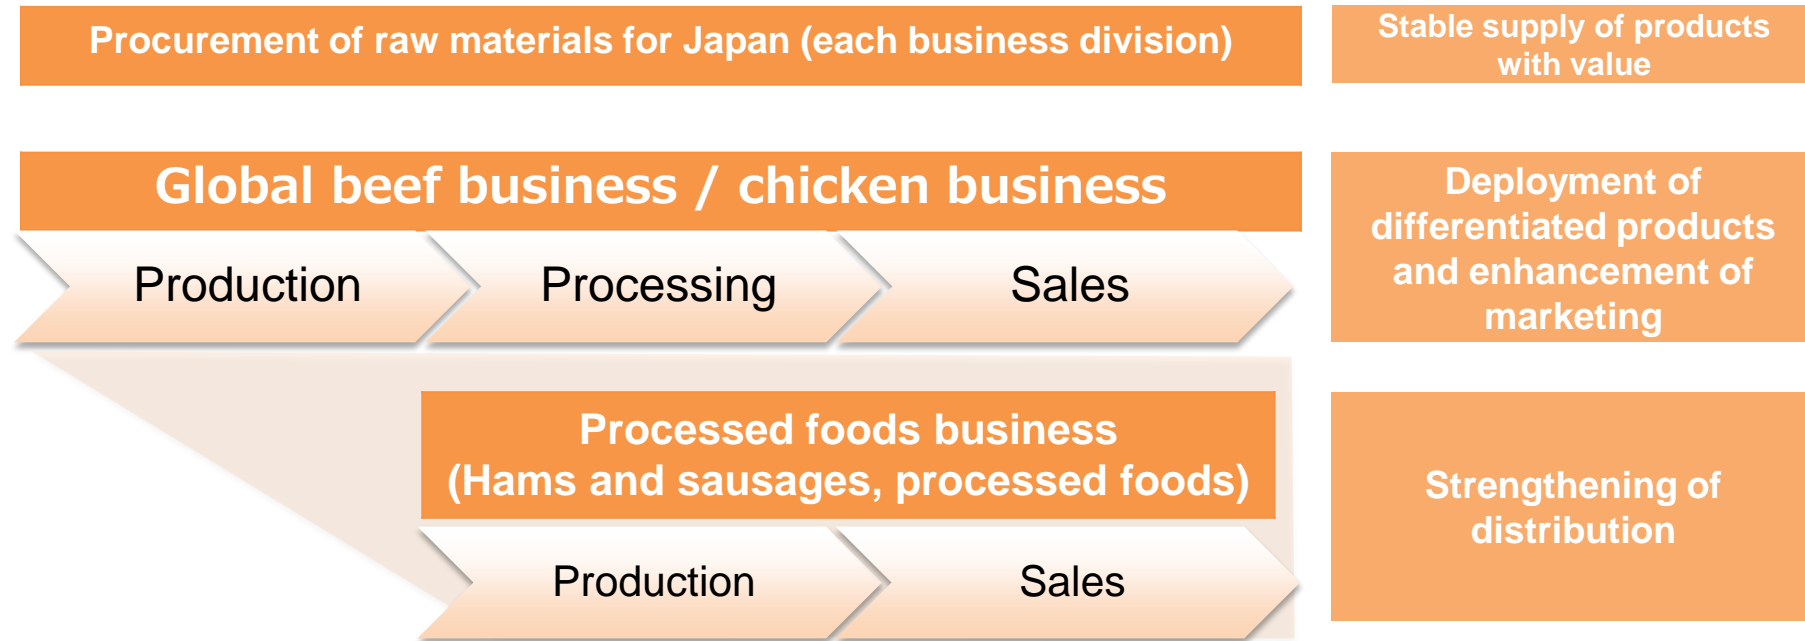 Procurement of raw materials for Japan (each business division)
Stable supply of products
with value
Global beef business / chicken business
Production
Processing
Sales
Deployment of
differentiated products
and enhancement of
marketing
Processed foods business
(Hams and sausages, processed foods)
Production
Sales
Strengthening of
distribution